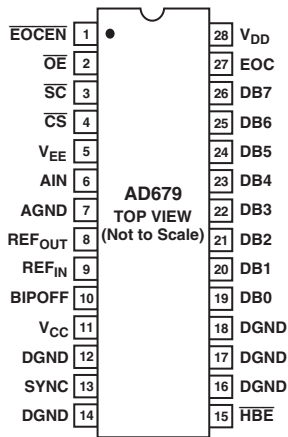 EOCEN 1 28 VDD
OE 2 27 EOC
SC 3 26 DB7
CS 4 25 DB6
VEE 5 24 DB5
AIN 6 23 DB4
AGND 7 22 DB3
REFOUT 8 21 DB2
REFIN 9 20 DB1
BIPOFF 10 19 DB0
VCC 11 18 DGND
DGND 12 17 DGND
SYNC 13 16 DGND
DGND 14 15 HBE
AD679
TOP VIEW
(Not to Scale)